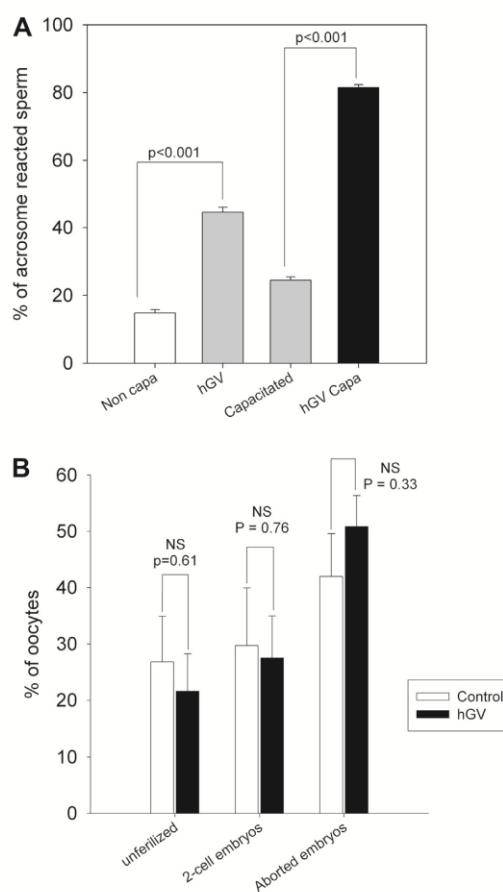 A
% of acrosome reacted sperm
100
80
60
40
20
0
p<0.001
p<0.001
Non capa
hGV
Capacitated
hGV Capa
B
% of oocytes
60
50
40
30
20
10
0
NS
p=0.61
NS
P = 0.76
NS
P = 0.33
Control
hGV
unferilized
2-cell embryos
Aborted embryos